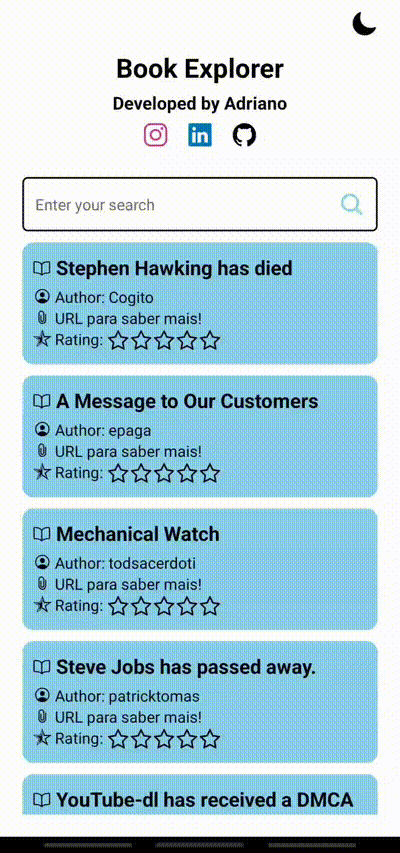 Book Explorer
Developed by Adriano
in
Enter your search
Stephen Hawking has died
Author: Cogito
URL para saber mais!
Rating:
A Message to Our Customers
Author: epaga
URL para saber mais!
Rating:
Mechanical Watch
Author: todsacerdoti
URL para saber mais!
Rating:
Steve Jobs has passed away.
Author: patricktomas
URL para saber mais!
Rating:
YouTube-dl has received a DMCA